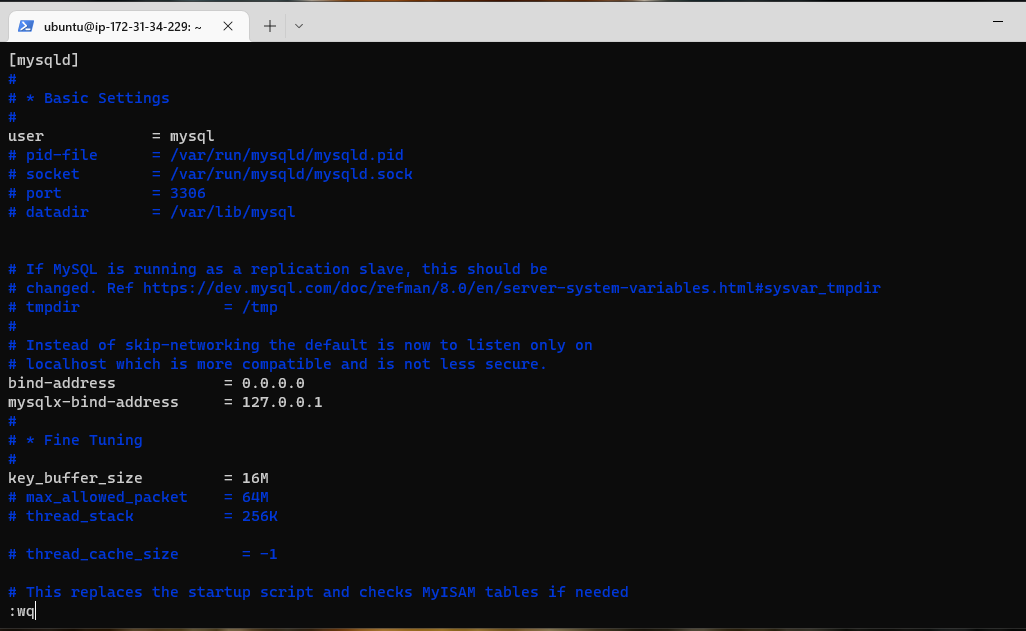 ubuntu@ip-172-31-34-229: ~
[mysqld]
#
# * Basic Settings
#
user            = mysql
# pid-file      = /var/run/mysqld/mysqld.pid
# socket        = /var/run/mysqld/mysqld.sock
# port          = 3306
# datadir       = /var/lib/mysql
# If MySQL is running as a replication slave, this should be
# changed. Ref https://dev.mysql.com/doc/refman/8.0/en/server-system-variables.html#sysvar_tmpdir
# tmpdir                = /tmp
#
# Instead of skip-networking the default is now to listen only on
# localhost which is more compatible and is not less secure.
bind-address            = 0.0.0.0
mysqlx-bind-address     = 127.0.0.1
#
# * Fine Tuning
#
key_buffer_size         = 16M
# max_allowed_packet    = 64M
# thread_stack          = 256K
# thread_cache_size       = -1
# This replaces the startup script and checks MyISAM tables if needed
:wq